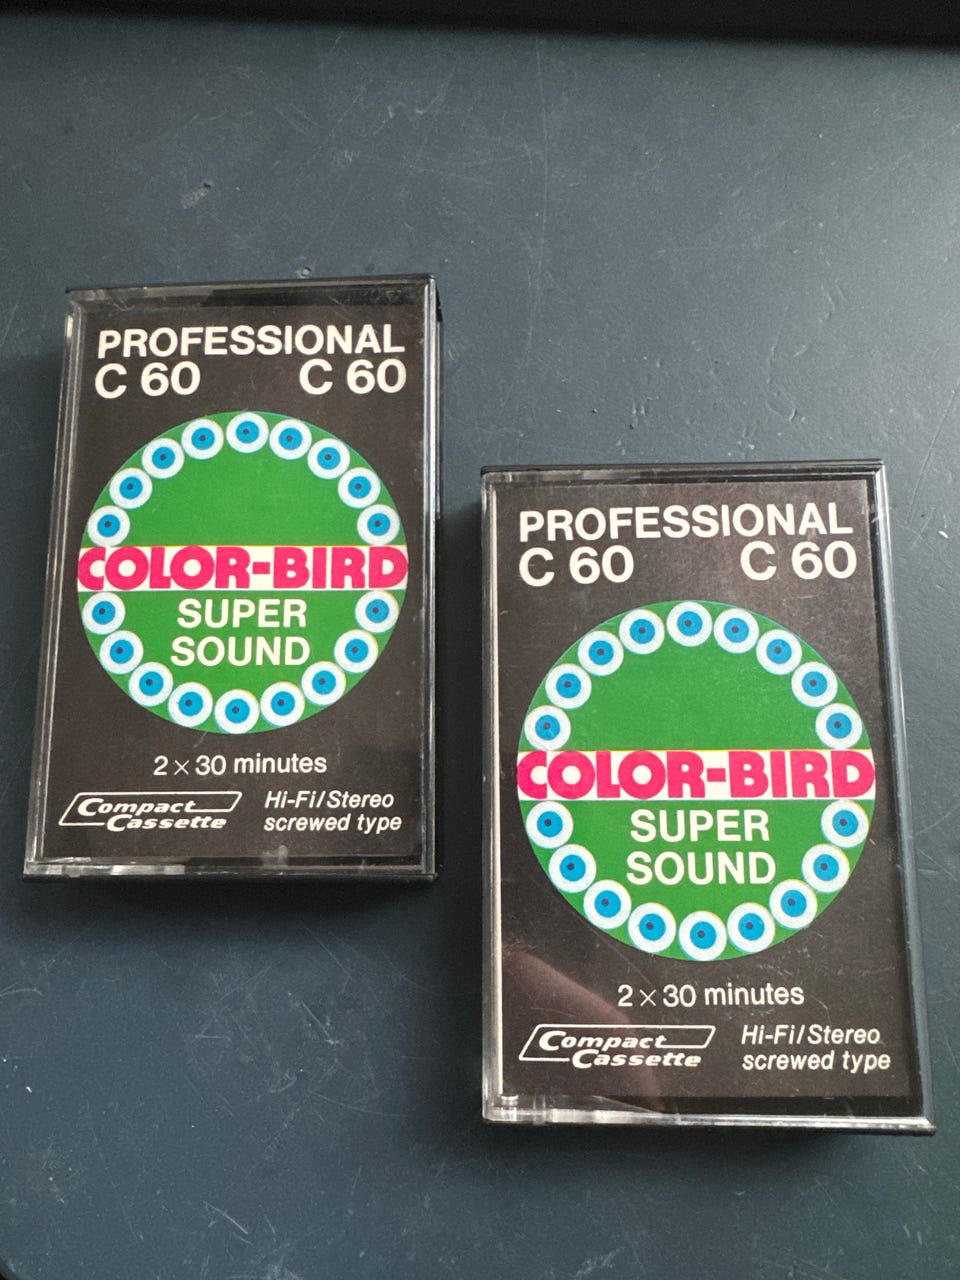 PROFESSIONAL
C 60 C 60
COLOR-BIRD
SUPER
SOUND
2 × 30 minutes
Compact Cassette
Hi-Fi/Stereo
screwed type
PROFESSIONAL
C 60 C 60
COLOR-BIRD
SUPER
SOUND
2 × 30 minutes
Compact Cassette
Hi-Fi/Stereo
screwed type